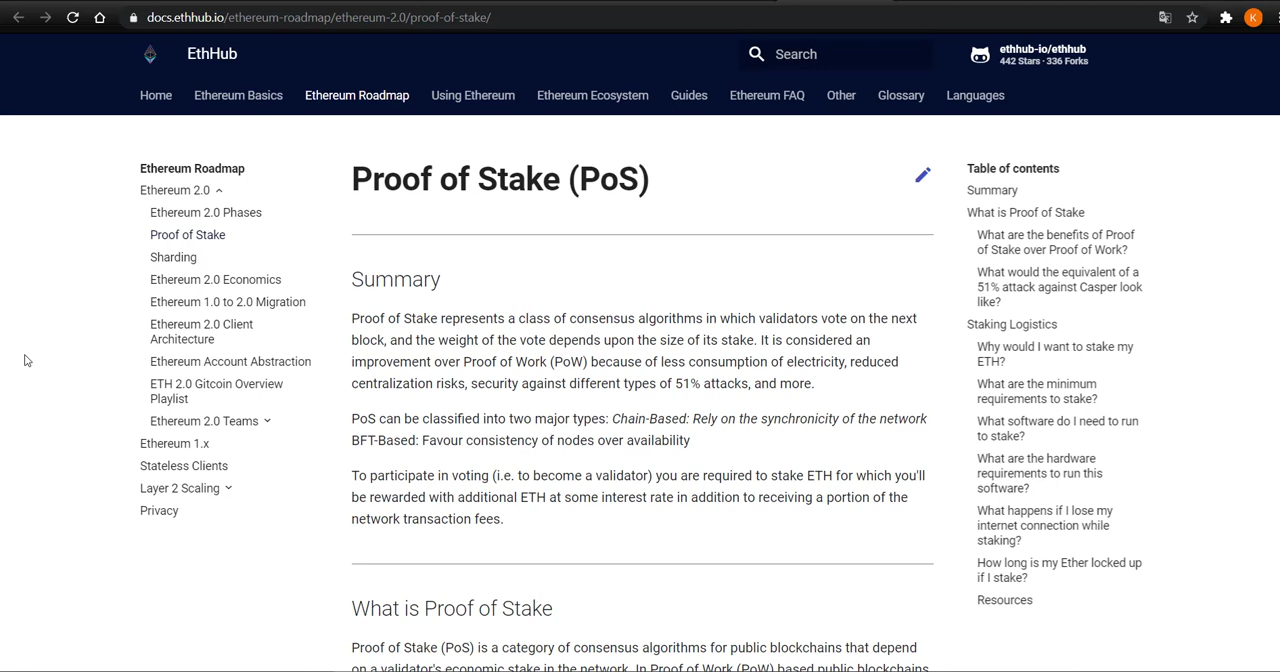 docs.ethhub.io/ethereum-roadmap/ethereum-2.0/proof-of-stake/
K
EthHub
Search
ethhub-io/ethhub
442 Stars · 336 Forks
Home Ethereum Basics Ethereum Roadmap Using Ethereum Ethereum Ecosystem Guides Ethereum FAQ Other Glossary Languages
Ethereum Roadmap
Ethereum 2.0
Ethereum 2.0 Phases
Proof of Stake
Sharding
Ethereum 2.0 Economics
Ethereum 1.0 to 2.0 Migration
Ethereum 2.0 Client
Architecture
Ethereum Account Abstraction
ETH 2.0 Gitcoin Overview
Playlist
Ethereum 2.0 Teams
Ethereum 1.x
Stateless Clients
Layer 2 Scaling
Privacy
Proof of Stake (PoS)
Summary
Proof of Stake represents a class of consensus algorithms in which validators vote on the next
block, and the weight of the vote depends upon the size of its stake. It is considered an
improvement over Proof of Work (PoW) because of less consumption of electricity, reduced
centralization risks, security against different types of 51% attacks, and more.
PoS can be classified into two major types: Chain-Based: Rely on the synchronicity of the network
BFT-Based: Favour consistency of nodes over availability
To participate in voting (i.e. to become a validator) you are required to stake ETH for which you'll
be rewarded with additional ETH at some interest rate in addition to receiving a portion of the
network transaction fees.
What is Proof of Stake
Proof of Stake (PoS) is a category of consensus algorithms for public blockchains that depend
on a validator's economic stake in the network. In Proof of Work (PoW) based public blockchains
Table of contents
Summary
What is Proof of Stake
What are the benefits of Proof
of Stake over Proof of Work?
What would the equivalent of a
51% attack against Casper look
like?
Staking Logistics
Why would I want to stake my
ETH?
What are the minimum
requirements to stake?
What software do I need to run
to stake?
What are the hardware
requirements to run this
software?
What happens if I lose my
internet connection while
staking?
How long is my Ether locked up
if I stake?
Resources